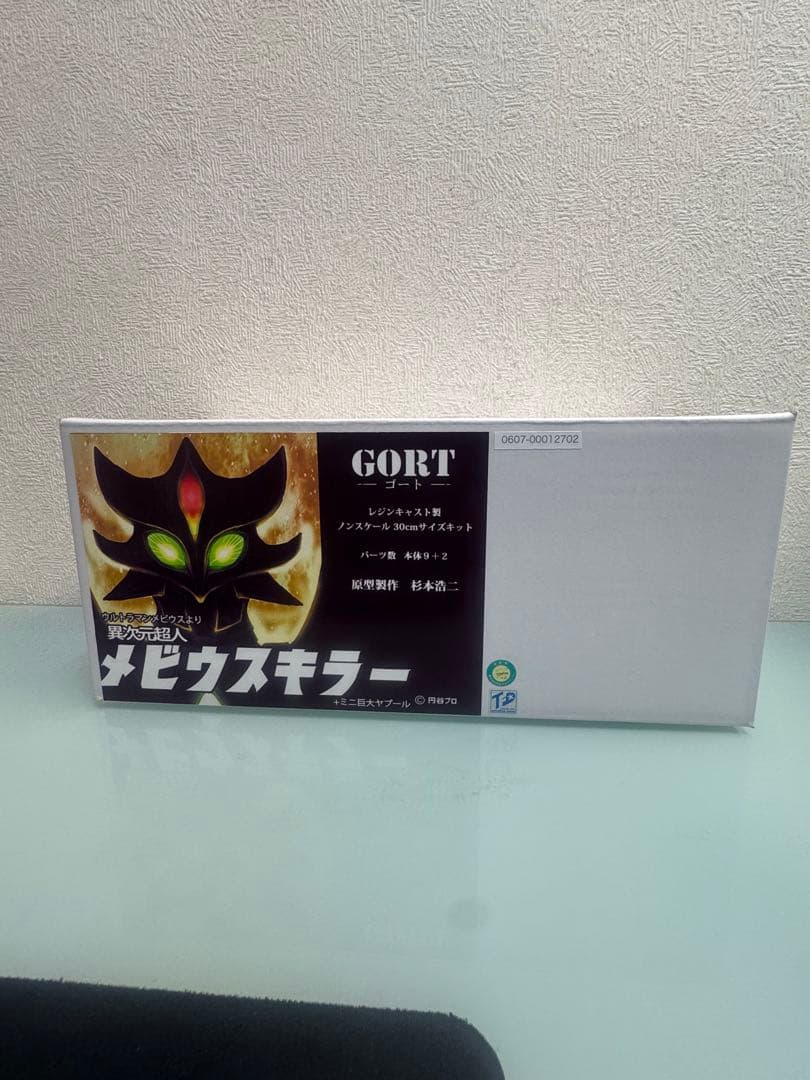 0607-00012702
GORT
ゴート
レジンキャスト製
ノンスケール 30cmサイズキット
パーツ数 本体9+2
原型製作 杉本浩二
ウルトラマンメビウスより
異次元超人
メビウスキラー
+ミニ巨大ヤプール © 円谷プロ